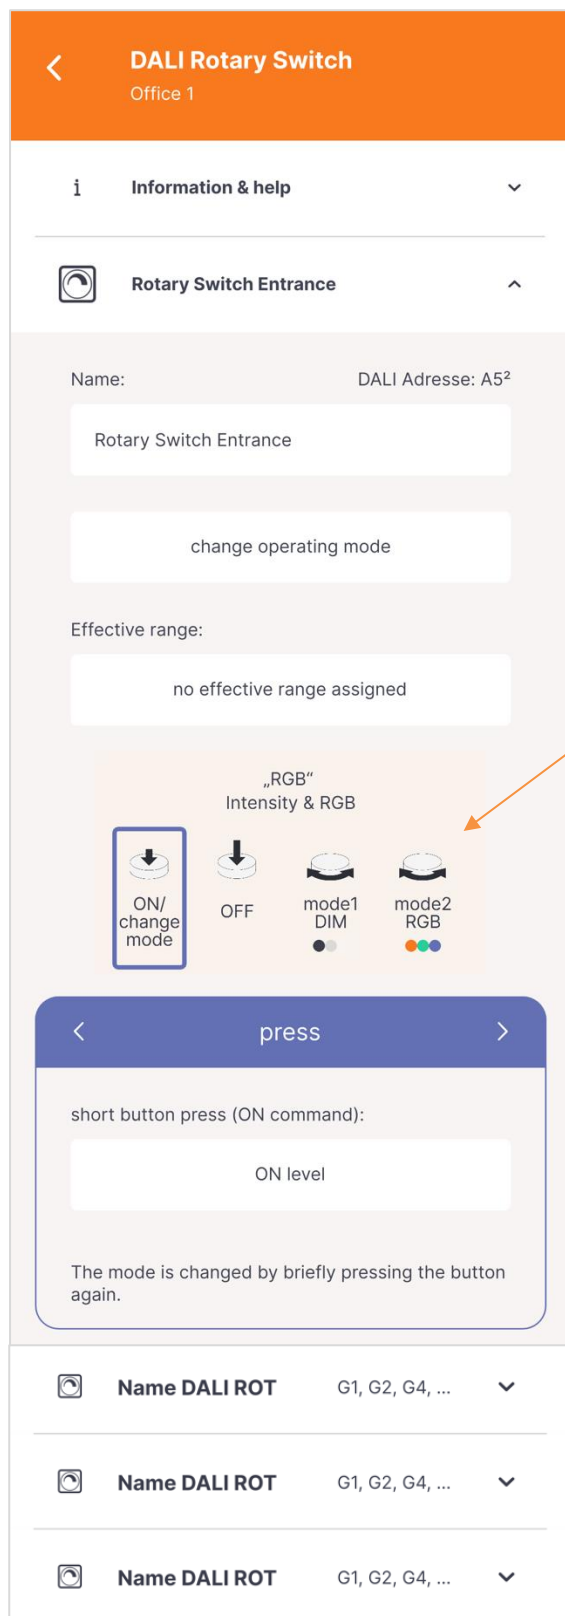 DALI Rotary Switch
Office 1
i Information & help
Rotary Switch Entrance
Name: DALI Adresse: A5²
Rotary Switch Entrance
change operating mode
Effective range:
no effective range assigned
„RGB“
Intensity & RGB
ON/
change
mode
OFF
mode1
DIM
mode2
RGB
press
short button press (ON command):
ON level
The mode is changed by briefly pressing the button
again.
Name DALI ROT G1, G2, G4, ...
Name DALI ROT G1, G2, G4, ...
Name DALI ROT G1, G2, G4, ...